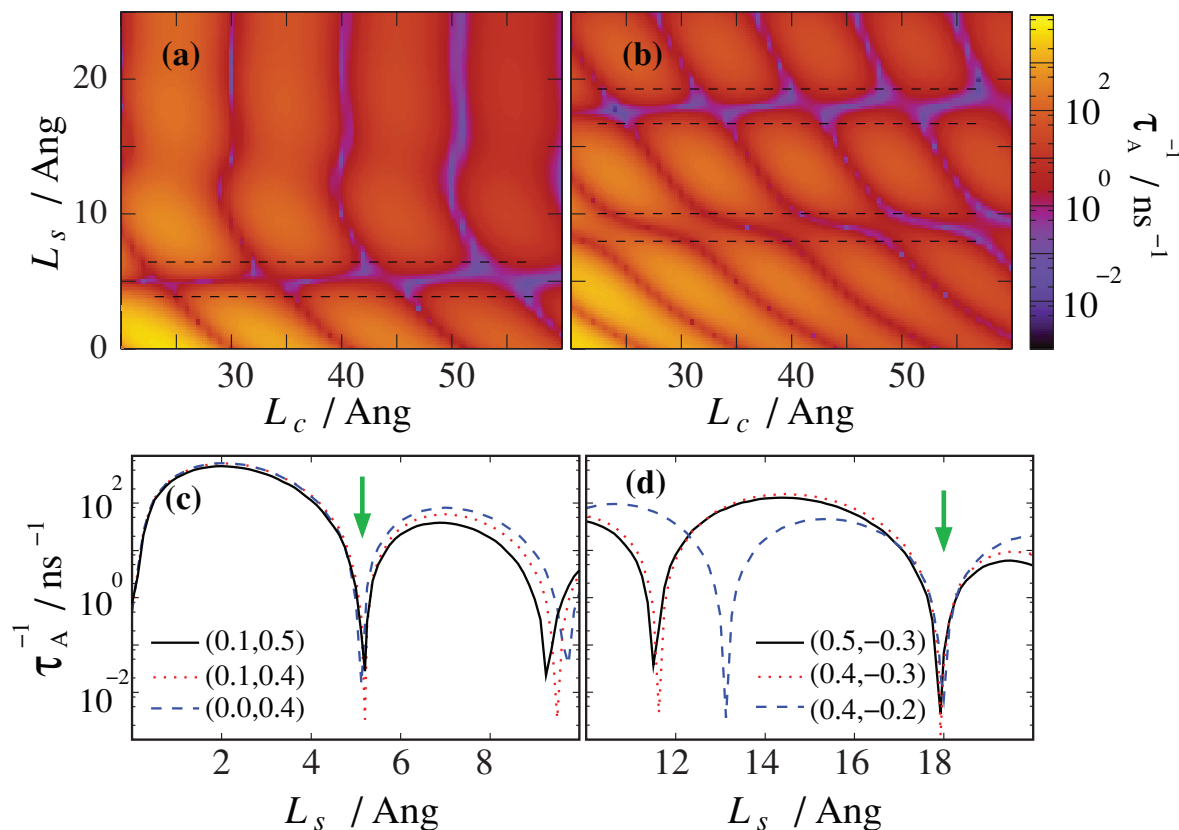 (a)
(b)
20
10
0
L_s / Ang
30 40 50
L_c / Ang
30 40 50
L_c / Ang
10^2
10^0
10^-2
τ_A^-1 / ns^-1
(c)
(d)
10^2
10^0
10^-2
τ_A^-1 / ns^-1
(0.1,0.5)
(0.1,0.4)
(0.0,0.4)
(0.5,−0.3)
(0.4,−0.3)
(0.4,−0.2)
2 4 6 8
L_s / Ang
12 14 16 18
L_s / Ang